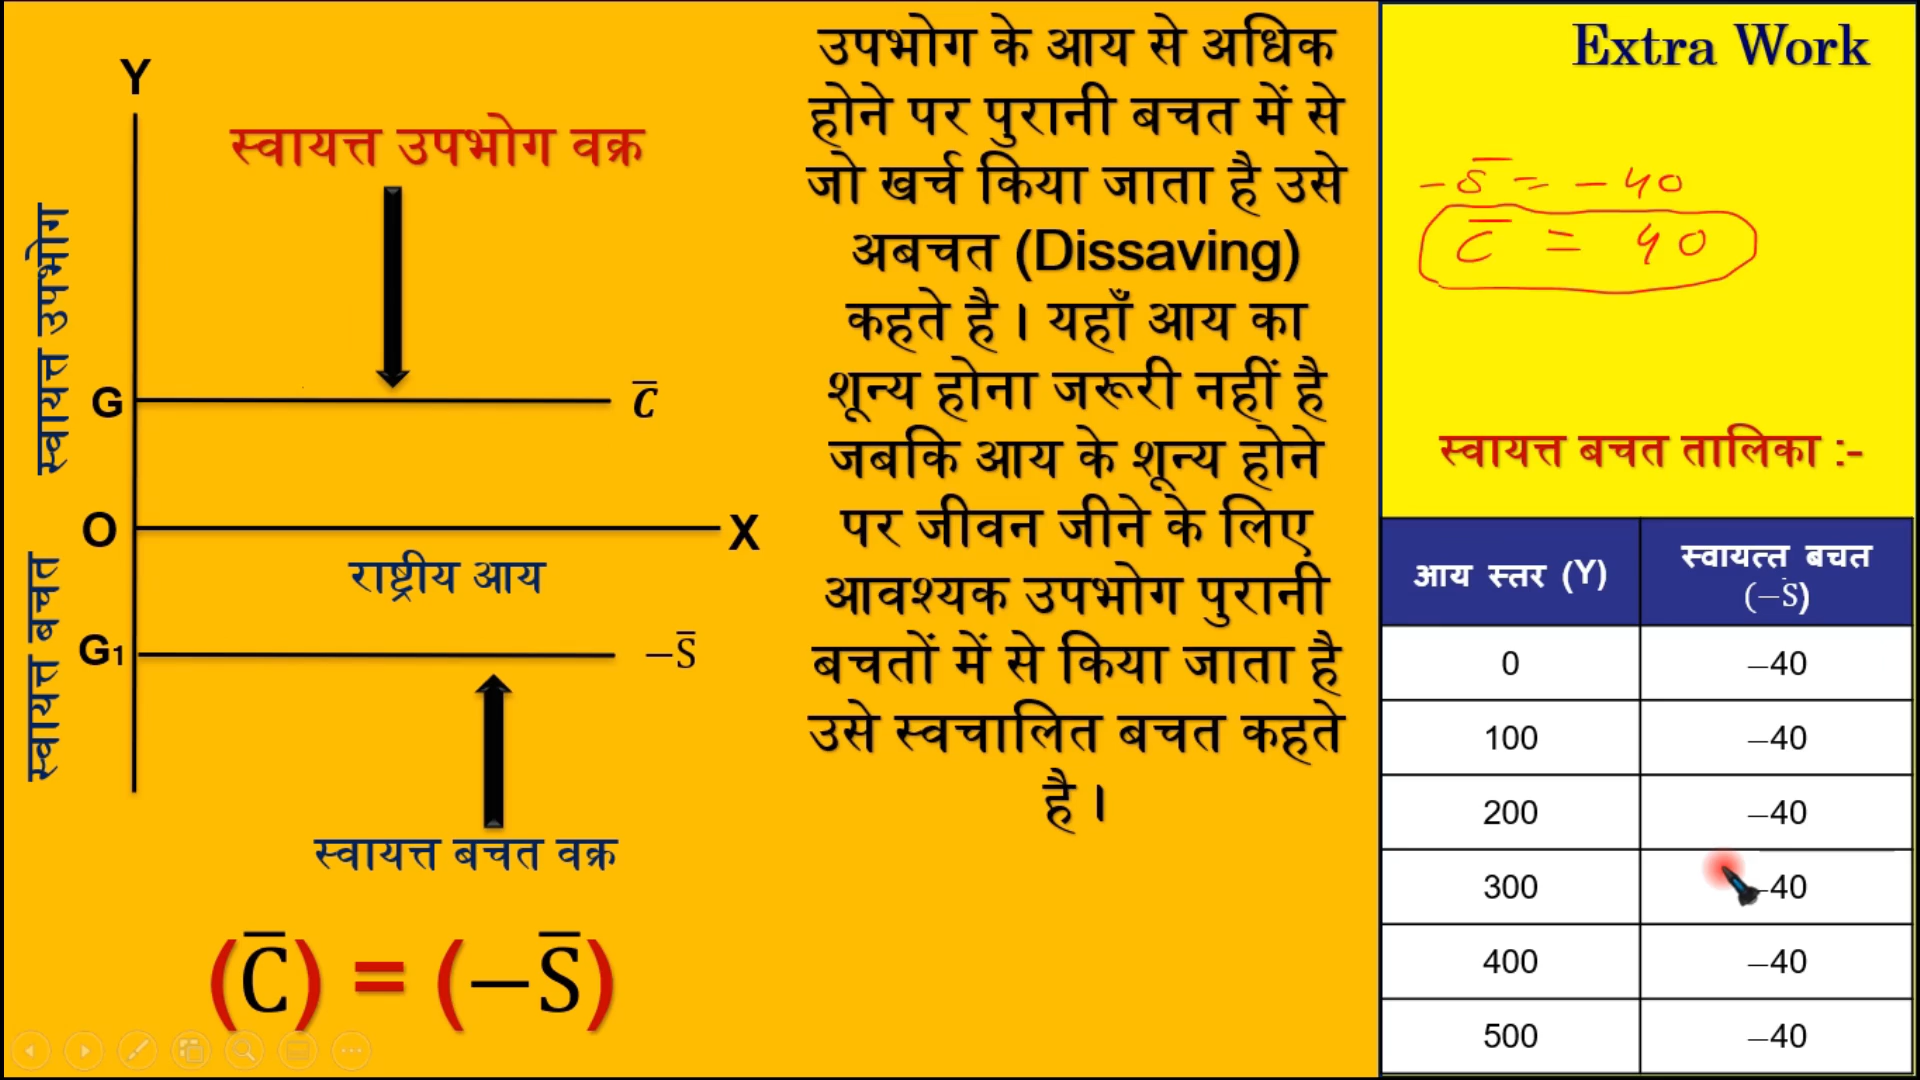 Y
स्वायत्त उपभोग वक्र
स्वायत्त उपभोग
G
C̅
O
X
राष्ट्रीय आय
स्वायत्त बचत
G₁
−S̅
स्वायत्त बचत वक्र
(C̅) = (−S̅)
उपभोग के आय से अधिक
होने पर पुरानी बचत में से
जो खर्च किया जाता है उसे
अबचत (Dissaving)
कहते है। यहाँ आय का
शून्य होना जरूरी नहीं है
जबकि आय के शून्य होने
पर जीवन जीने के लिए
आवश्यक उपभोग पुरानी
बचतों में से किया जाता है
उसे स्वचालित बचत कहते
है।
Extra Work
−S̅ = −40
C̅ = 40
स्वायत्त बचत तालिका :-
आय स्तर (Y) स्वायत्त बचत
(−S̅)
0 −40
100 −40
200 −40
300 −40
400 −40
500 −40